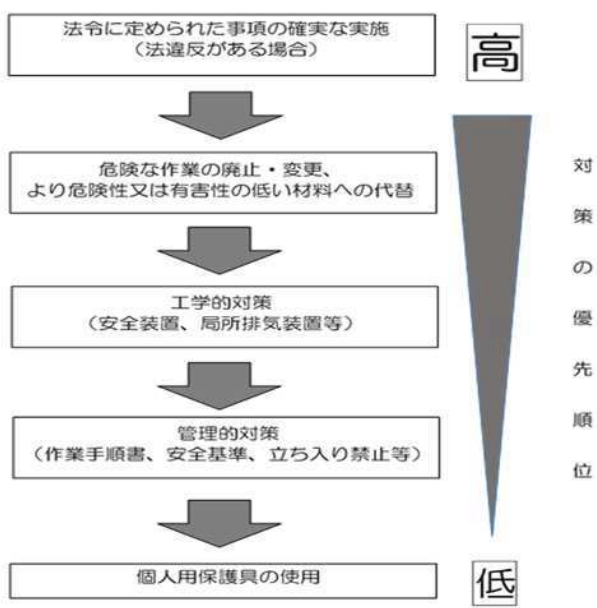 法令に定められた事項の確実な実施
（法違反がある場合）
高
危険な作業の廃止・変更、
より危険性又は有害性の低い材料への代替
工学的対策
（安全装置、局所排気装置等）
管理的対策
（作業手順書、安全基準、立ち入り禁止等）
個人用保護具の使用
低
対策の優先順位